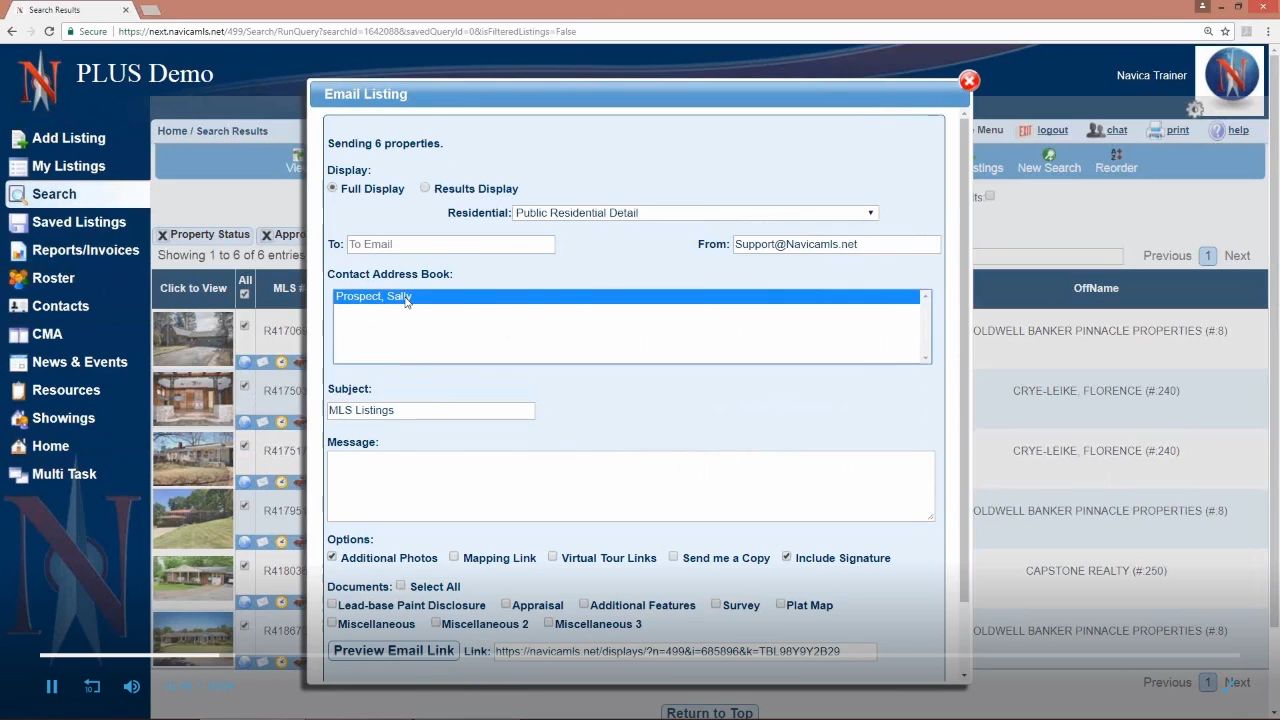 Search Results
Secure
https://next.navicamls.net/499/Search/RunQuery?searchId=1642088&savedQueryId=0&isFilteredListings=False
N PLUS Demo
Navica Trainer
N
Add Listing
My Listings
Search
Saved Listings
Reports/Invoices
Roster
Contacts
CMA
News & Events
Resources
Showings
Home
Multi Task
Home / Search Results
Menu
EXIT logout
chat
print
help
New Search
Reorder
Property Status
Showing 1 to 6 of 6 entries
Previous 1 Next
Click to View
All
OffName
OLDWELL BANKER PINNACLE PROPERTIES (#:8)
CRYE-LEIKE, FLORENCE (#:240)
CRYE-LEIKE, FLORENCE (#:240)
OLDWELL BANKER PINNACLE PROPERTIES (#:8)
CAPSTONE REALTY (#:250)
OLDWELL BANKER PINNACLE PROPERTIES (#:8)
Email Listing
Sending 6 properties.
Display:
Full Display Results Display
Residential: Public Residential Detail
To: To Email From: Support@Navicamls.net
Contact Address Book:
Prospect, Sally
Subject:
MLS Listings
Message:
Options:
Additional Photos Mapping Link Virtual Tour Links Send me a Copy Include Signature
Documents: Select All
Lead-base Paint Disclosure Appraisal Additional Features Survey Plat Map
Miscellaneous Miscellaneous 2 Miscellaneous 3
Preview Email Link Link: https://navicamls.net/displays/?n=499&i=685896&k=TBL98Y9Y2B29
Previous 1 Next
Return to Top
10